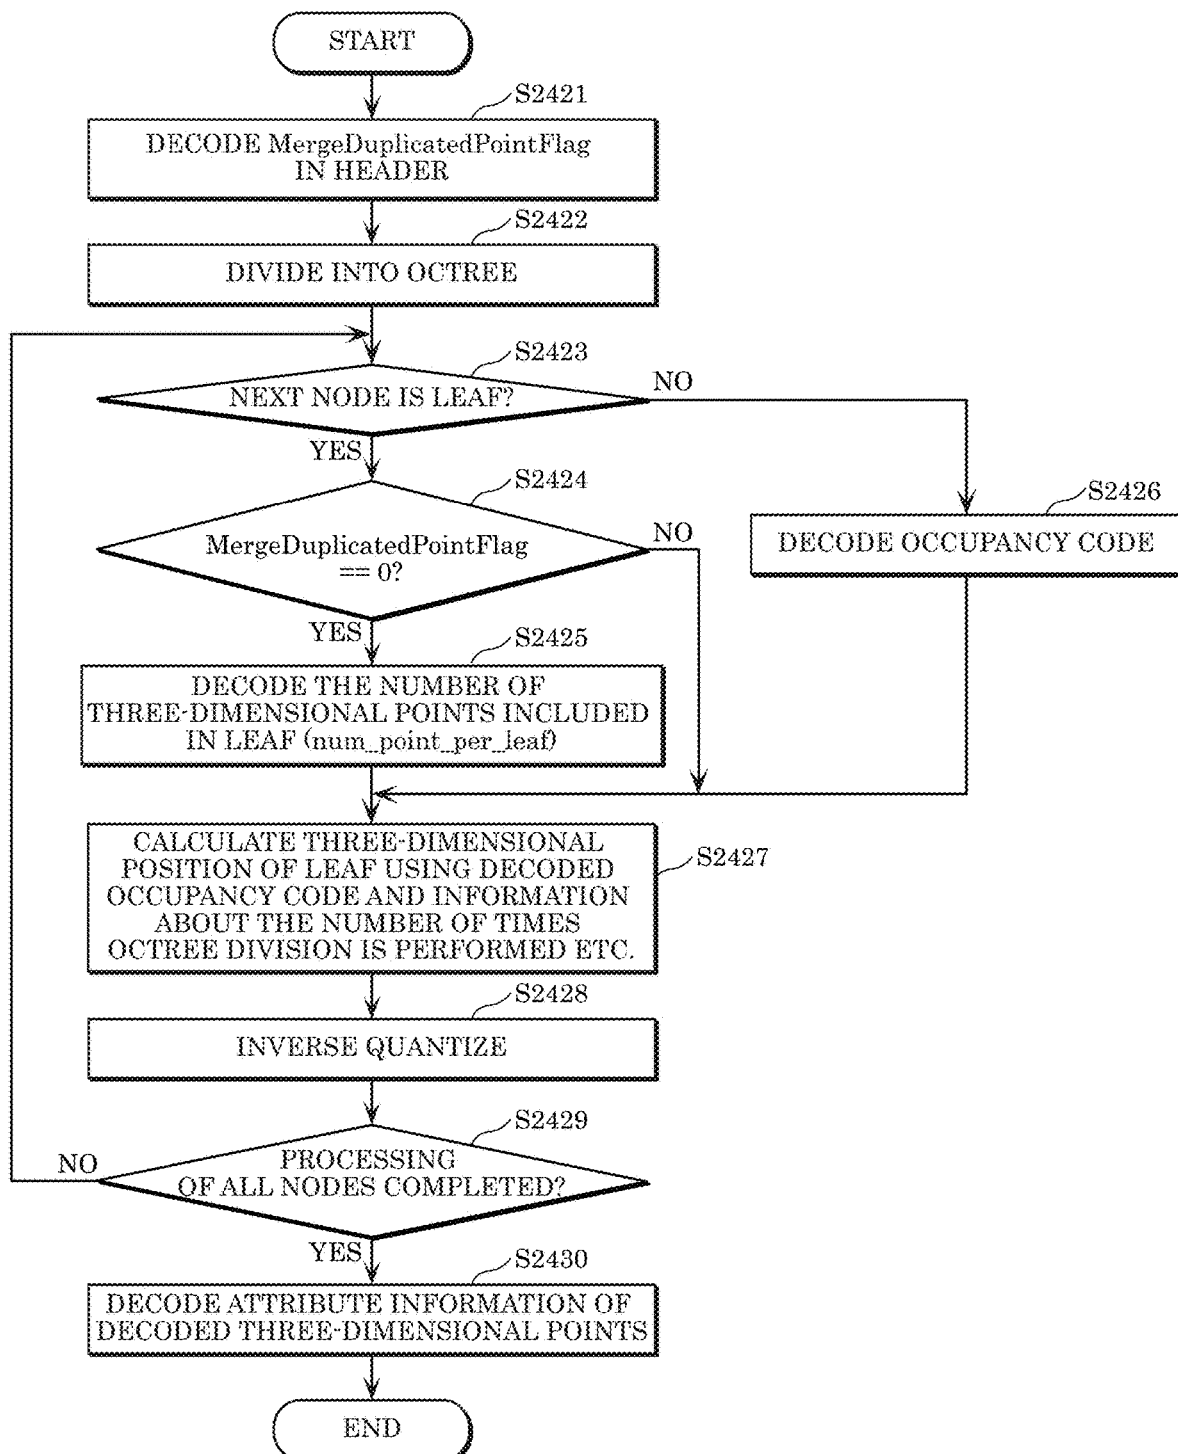 START
S2421
DECODE MergeDuplicatedPointFlag
IN HEADER
S2422
DIVIDE INTO OCTREE
S2423
NEXT NODE IS LEAF?
NO
YES
S2424
MergeDuplicatedPointFlag
== 0?
NO
S2426
DECODE OCCUPANCY CODE
YES
S2425
DECODE THE NUMBER OF
THREE-DIMENSIONAL POINTS INCLUDED
IN LEAF (num_point_per_leaf)
CALCULATE THREE-DIMENSIONAL
POSITION OF LEAF USING DECODED
OCCUPANCY CODE AND INFORMATION
ABOUT THE NUMBER OF TIMES
OCTREE DIVISION IS PERFORMED ETC.
S2427
S2428
INVERSE QUANTIZE
S2429
PROCESSING
OF ALL NODES COMPLETED?
NO
YES
S2430
DECODE ATTRIBUTE INFORMATION OF
DECODED THREE-DIMENSIONAL POINTS
END